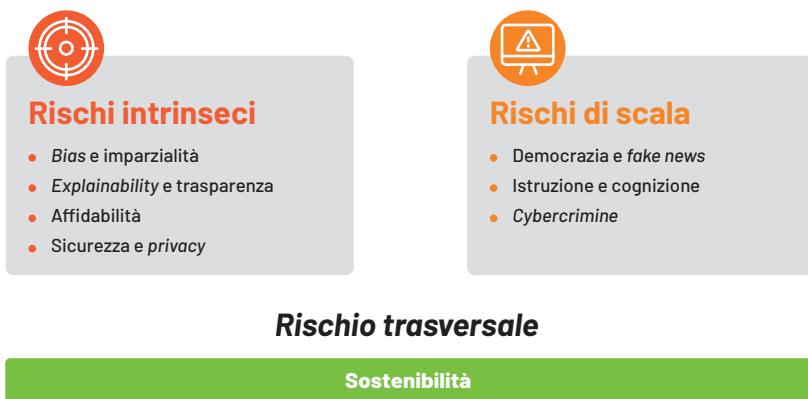 Rischi intrinseci
Bias e imparzialità
Explainability e trasparenza
Affidabilità
Sicurezza e privacy
Rischi di scala
Democrazia e fake news
Istruzione e cognizione
Cybercrimine
Rischio trasversale
Sostenibilità